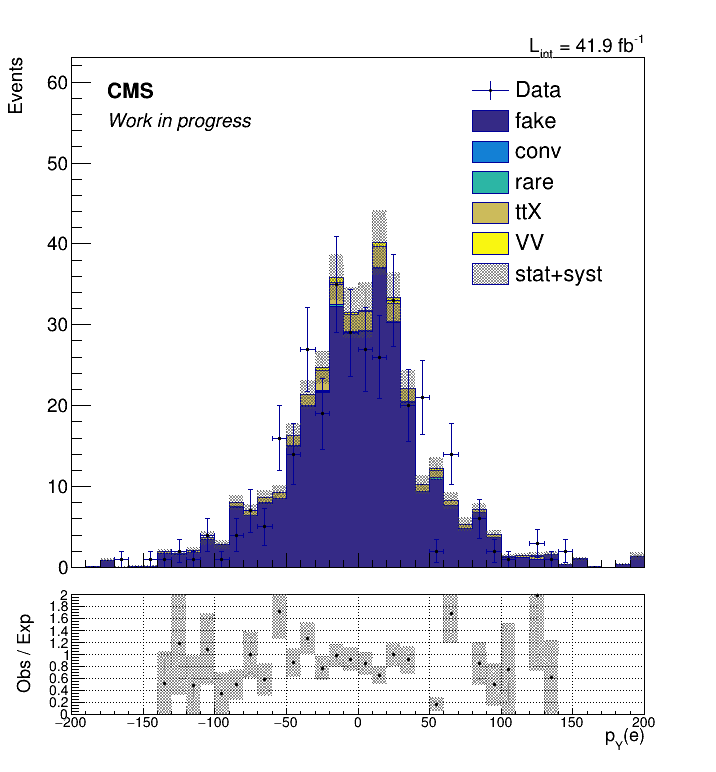 L_int = 41.9 fb^-1
Events
CMS
Work in progress
Data
fake
conv
rare
ttX
VV
stat+syst
60
50
40
30
20
10
0
Obs / Exp
2
1.8
1.6
1.4
1.2
1
0.8
0.6
0.4
0.2
0
−200 −150 −100 −50 0 50 100 150 200
p_Y(e)